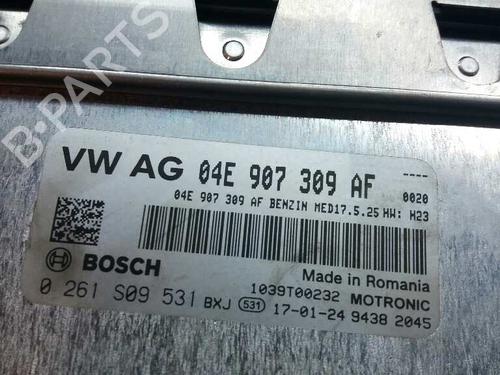 B-PARTS
VW AG 04E 907 309 AF ----
0020
04E 907 309 AF BENZIN MED17.5.25 HW: H23
BOSCH
Made in Romania
1039T00232 MOTRONIC
0 261 S09 531 BXJ 531 17-01-24 9438 2045